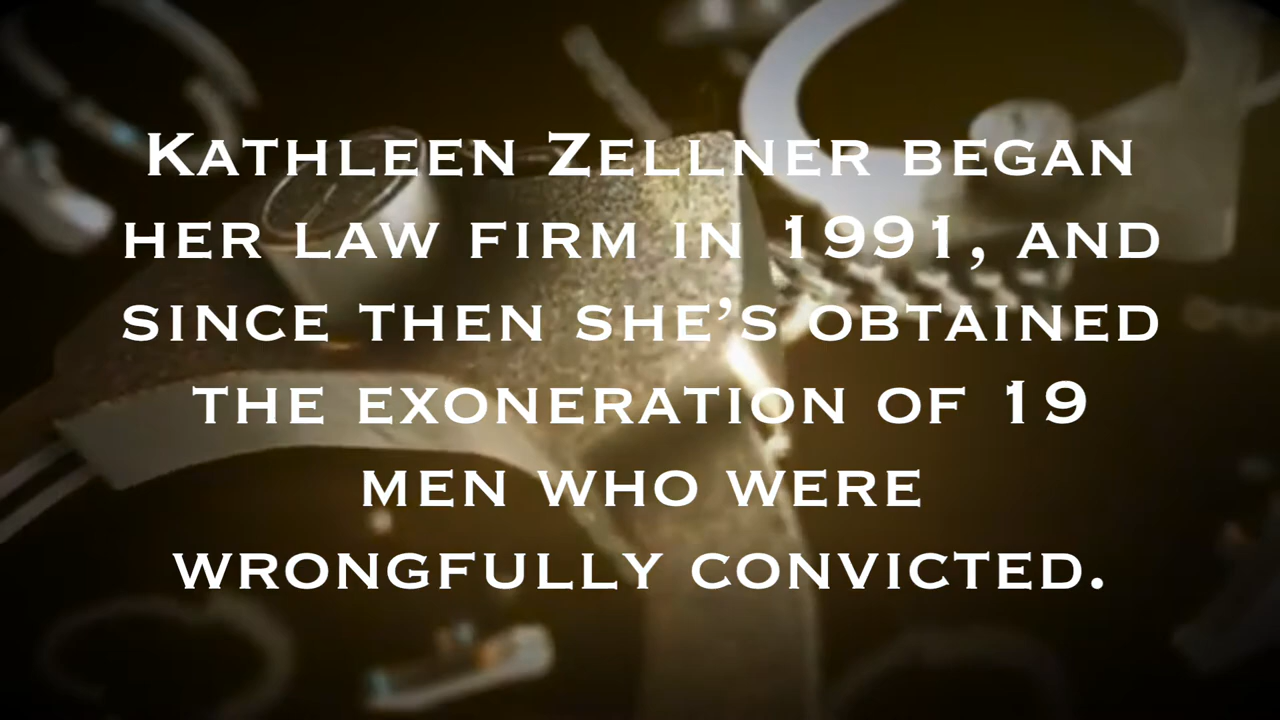 Kathleen Zellner began
her law firm in 1991, and
since then she’s obtained
the exoneration of 19
men who were
wrongfully convicted.